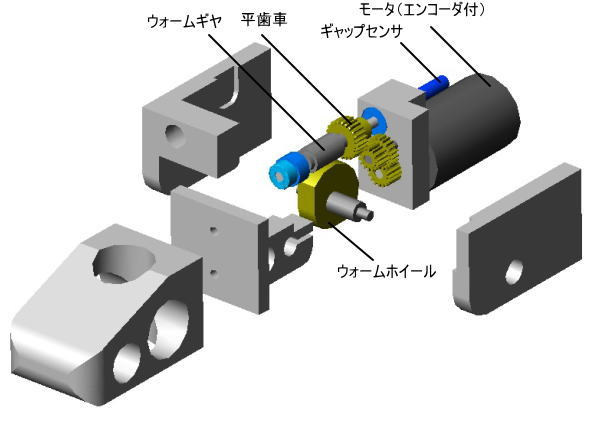 モータ（エンコーダ付）
ウォームギヤ
平歯車
ギャップセンサ
ウォームホイール